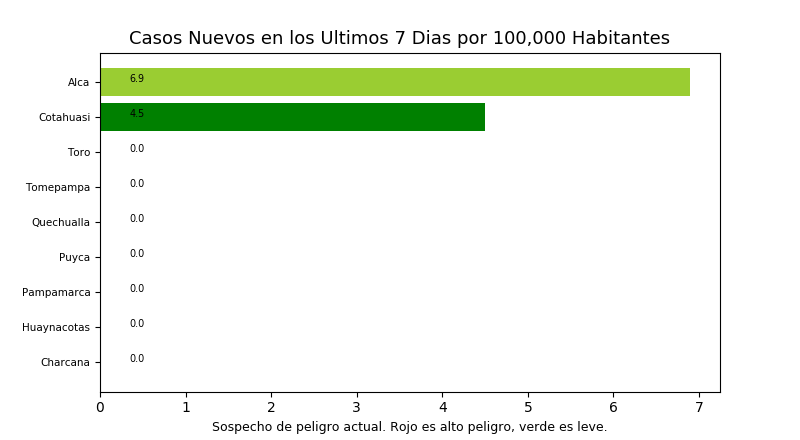 Casos Nuevos en los Ultimos 7 Dias por 100,000 Habitantes
Alca 6.9
Cotahuasi 4.5
Toro 0.0
Tomepampa 0.0
Quechualla 0.0
Puyca 0.0
Pampamarca 0.0
Huaynacotas 0.0
Charcana 0.0
0 1 2 3 4 5 6 7
Sospecho de peligro actual. Rojo es alto peligro, verde es leve.